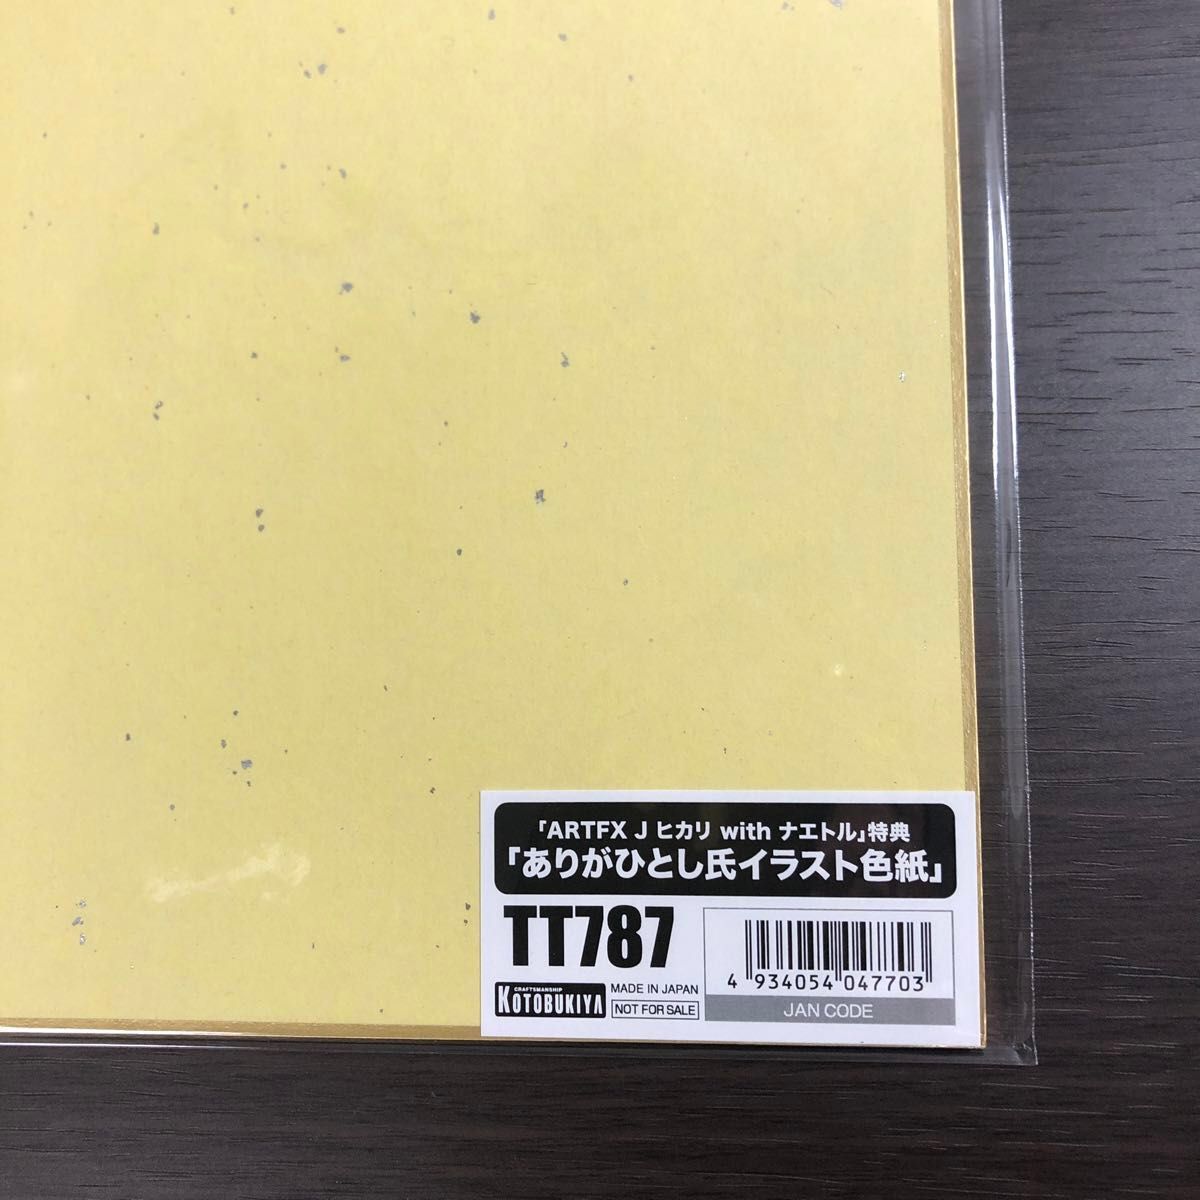 「ARTFX J ヒカリ with ナエトル」特典
「ありがひとし氏イラスト色紙」
TT787
CRAFTSMANSHIP
KOTOBUKIYA
MADE IN JAPAN
NOT FOR SALE
4 934054 047703
JAN CODE